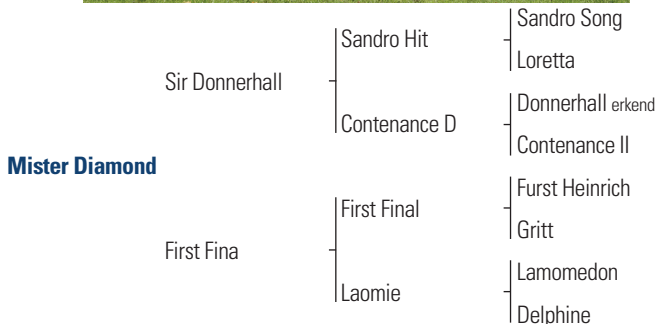 Sandro Song
Sandro Hit
Loretta
Sir Donnerhall
Donnerhall erkend
Contenance D
Contenance II
Mister Diamond
Furst Heinrich
First Final
Gritt
First Fina
Lamomedon
Laomie
Delphine